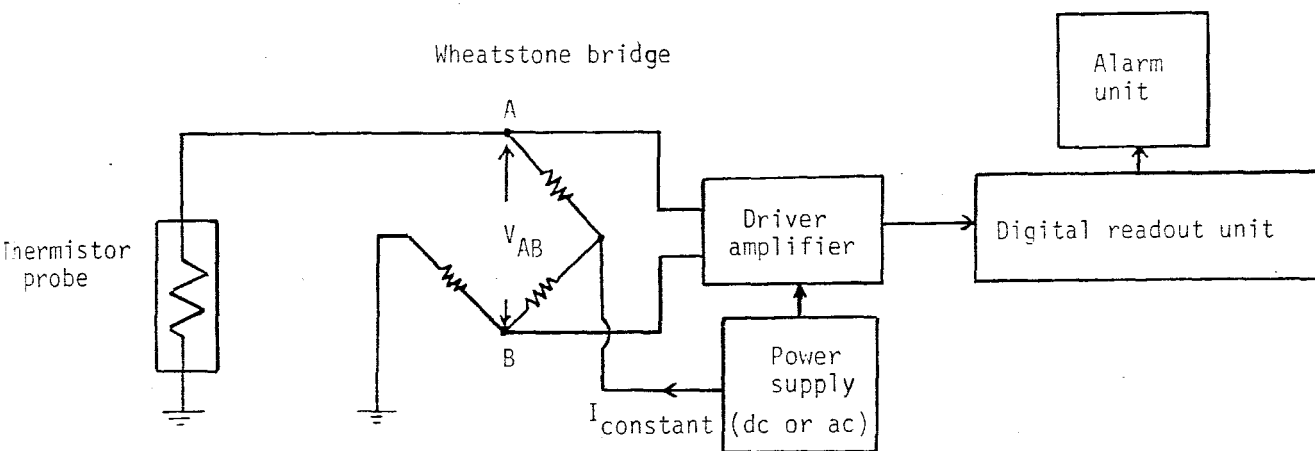 Wheatstone bridge
Alarm
unit
A
Driver
amplifier
Digital readout unit
Inermistor
probe
V_AB
B
Power
supply
(dc or ac)
I_constant